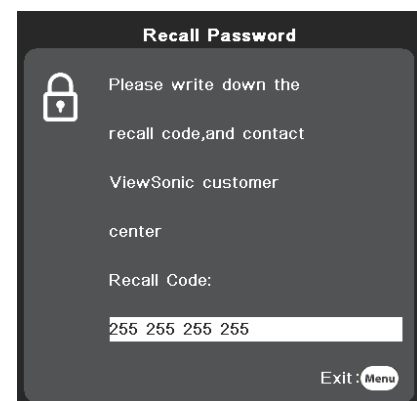 Recall Password
Please write down the
recall code,and contact
ViewSonic customer
center
Recall Code:
255 255 255 255
Exit:Menu